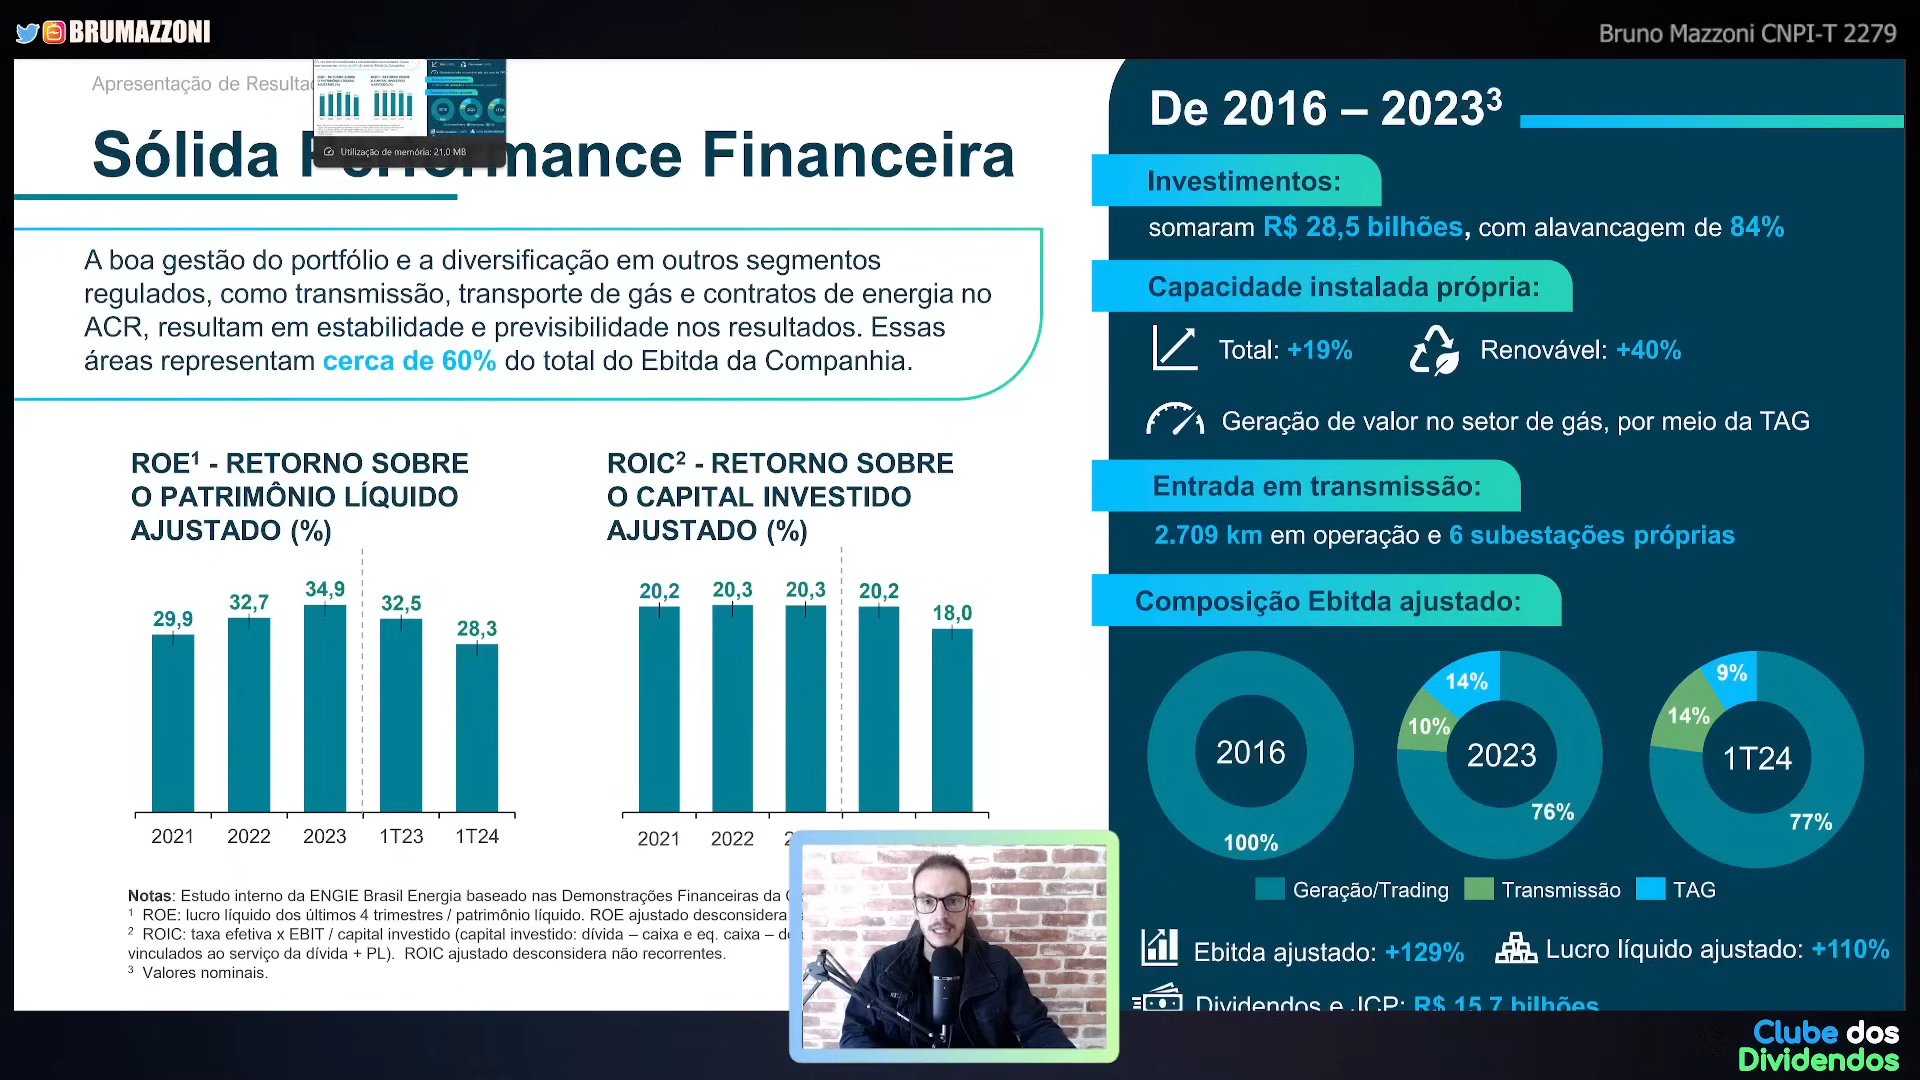 BRUMAZZONI
Bruno Mazzoni CNPI-T 2279
Apresentação de
Utilização de memória: 21,0 MB
Sólida Performance Financeira
A boa gestão do portfólio e a diversificação em outros segmentos
regulados, como transmissão, transporte de gás e contratos de energia no
ACR, resultam em estabilidade e previsibilidade nos resultados. Essas
áreas representam cerca de 60% do total do Ebitda da Companhia.
ROE¹ - RETORNO SOBRE
O PATRIMÔNIO LÍQUIDO
AJUSTADO (%)
29,9
32,7
34,9
32,5
28,3
2021
2022
2023
1T23
1T24
ROIC² - RETORNO SOBRE
O CAPITAL INVESTIDO
AJUSTADO (%)
20,2
20,3
20,3
20,2
18,0
2021
2022
Notas: Estudo interno da ENGIE Brasil Energia baseado nas Demonstrações Financeiras da
¹ ROE: lucro líquido dos últimos 4 trimestres / patrimônio líquido. ROE ajustado desconsidera
² ROIC: taxa efetiva x EBIT / capital investido (capital investido: dívida – caixa e eq. caixa –
vinculados ao serviço da dívida + PL). ROIC ajustado desconsidera não recorrentes.
³ Valores nominais.
De 2016 – 2023³
Investimentos:
somaram R$ 28,5 bilhões, com alavancagem de 84%
Capacidade instalada própria:
Total: +19%
Renovável: +40%
Geração de valor no setor de gás, por meio da TAG
Entrada em transmissão:
2.709 km em operação e 6 subestações próprias
Composição Ebitda ajustado:
2016
100%
14%
10%
2023
76%
9%
14%
1T24
77%
Geração/Trading
Transmissão
TAG
Ebitda ajustado: +129%
Lucro líquido ajustado: +110%
Dividendos e JCP: R$ 15,7 bilhões
Clube dos
Dividendos